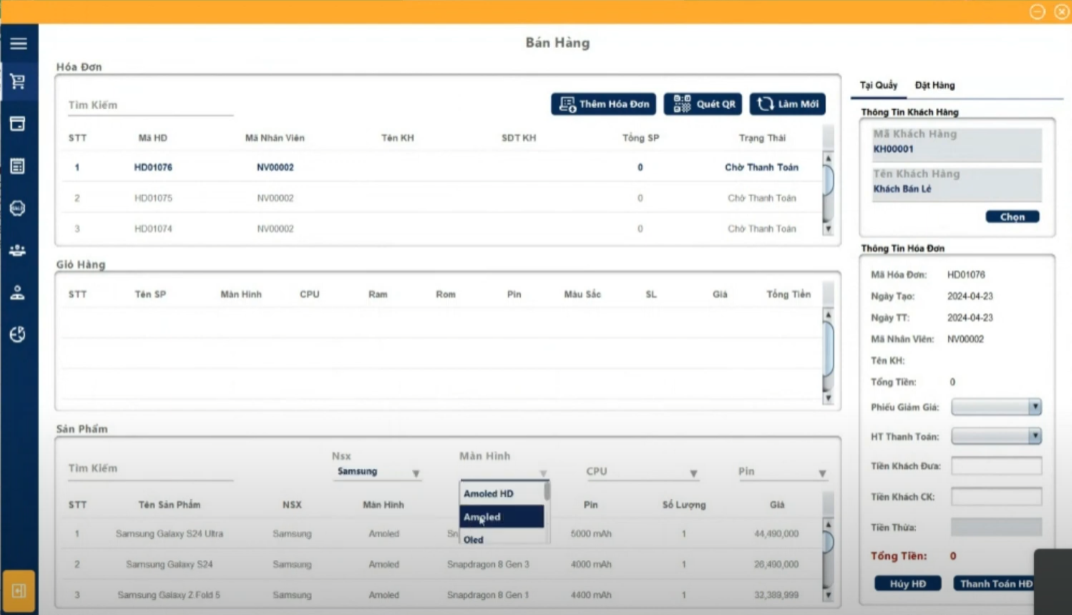 Bán Hàng
Hóa Đơn
Tìm Kiếm
Thêm Hóa Đơn
Quét QR
Làm Mới
STT Mã HD Mã Nhân Viên Tên KH SDT KH Tổng SP Trạng Thái
1 HD01076 NV00002 0 Chờ Thanh Toán
2 HD01075 NV00002 0 Chờ Thanh Toán
3 HD01074 NV00002 0 Chờ Thanh Toán
Giỏ Hàng
STT Tên SP Màn Hình CPU Ram Rom Pin Màu Sắc SL Giá Tổng Tiền
Sản Phẩm
Tìm Kiếm
Nsx
Samsung
Màn Hình
CPU
Pin
Amoled HD
Amoled
Oled
STT Tên Sản Phẩm NSX Màn Hình Pin Số Lượng Giá
1 Samsung Galaxy S24 Ultra Samsung Amoled 5000 mAh 1 44,490,000
2 Samsung Galaxy S24 Samsung Amoled Snapdragon 8 Gen 3 4000 mAh 1 26,490,000
3 Samsung Galaxy Z Fold 5 Samsung Amoled Snapdragon 8 Gen 1 4400 mAh 1 33,389,999
Tại Quầy Đặt Hàng
Thông Tin Khách Hàng
Mã Khách Hàng
KH00001
Tên Khách Hàng
Khách Bán Lẻ
Chọn
Thông Tin Hóa Đơn
Mã Hóa Đơn: HD01076
Ngày Tạo: 2024-04-23
Ngày TT: 2024-04-23
Mã Nhân Viên: NV00002
Tên KH:
Tổng Tiền: 0
Phiếu Giảm Giá:
HT Thanh Toán:
Tiền Khách Đưa:
Tiền Khách CK:
Tiền Thừa:
Tổng Tiền: 0
Hủy HĐ
Thanh Toán HĐ